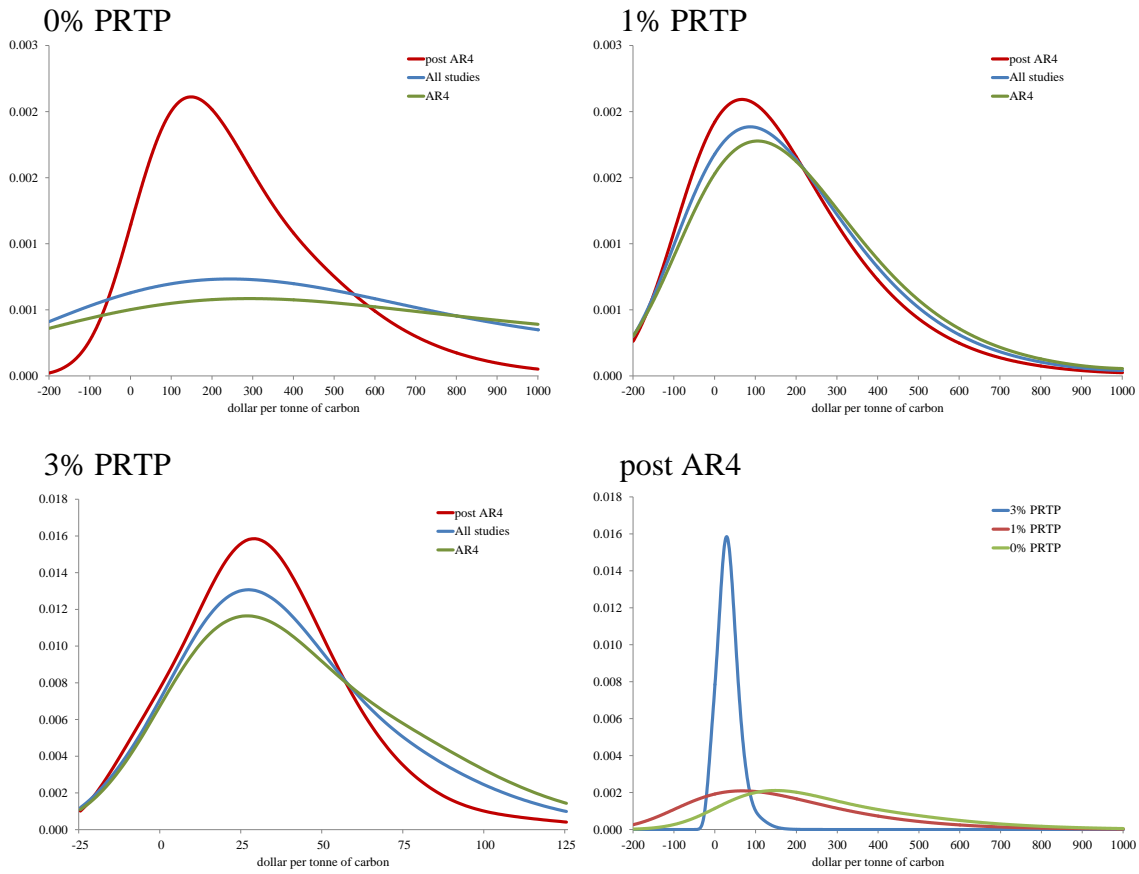 0% PRTP
0.003
0.002
0.002
0.001
0.001
0.000
-200 -100 0 100 200 300 400 500 600 700 800 900 1000
dollar per tonne of carbon
post AR4
All studies
AR4
1% PRTP
0.003
0.002
0.002
0.001
0.001
0.000
-200 -100 0 100 200 300 400 500 600 700 800 900 1000
dollar per tonne of carbon
post AR4
All studies
AR4
3% PRTP
0.018
0.016
0.014
0.012
0.010
0.008
0.006
0.004
0.002
0.000
-25 0 25 50 75 100 125
dollar per tonne of carbon
post AR4
All studies
AR4
post AR4
0.018
0.016
0.014
0.012
0.010
0.008
0.006
0.004
0.002
0.000
-200 -100 0 100 200 300 400 500 600 700 800 900 1000
dollar per tonne of carbon
3% PRTP
1% PRTP
0% PRTP